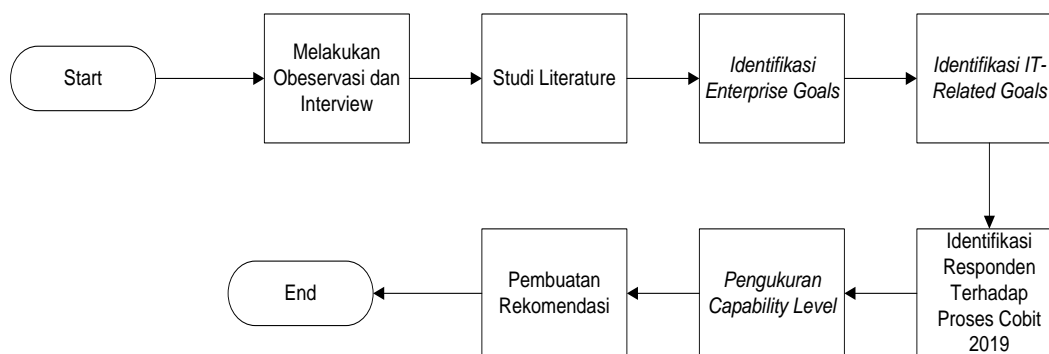 Start
Melakukan
Obeservasi dan
Interview
Studi Literature
Identifikasi
Enterprise Goals
Identifikasi IT-
Related Goals
Identifikasi
Responden
Terhadap
Proses Cobit
2019
Pengukuran
Capability Level
Pembuatan
Rekomendasi
End